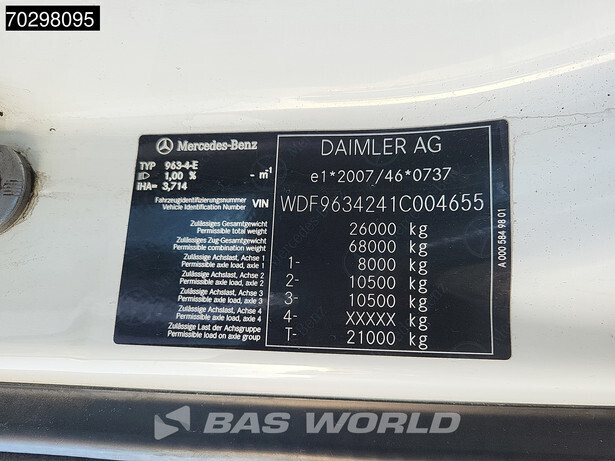 70298095
Mercedes-Benz
DAIMLER AG
TYP 963-4-E
1,00 % - m⁻¹
iHA= 3,714
e1*2007/46*0737
Fahrzeugidentifizierungsnummer
Vehicle Identification Number VIN WDF9634241C004655
Zulässiges Gesamtgewicht
Permissible total weight 26000 kg
Zulässiges Zug-Gesamtgewicht
Permissible combination weight 68000 kg
Zulässige Achslast, Achse 1
Permissible axle load, axle 1 1- 8000 kg
Zulässige Achslast, Achse 2
Permissible axle load, axle 2 2- 10500 kg
Zulässige Achslast, Achse 3
Permissible axle load, axle 3 3- 10500 kg
Zulässige Achslast, Achse 4
Permissible axle load, axle 4 4- XXXXX kg
Zulässige Last der Achsgruppe
Permissible load on axle group T- 21000 kg
A 000 584 98 01
BAS WORLD